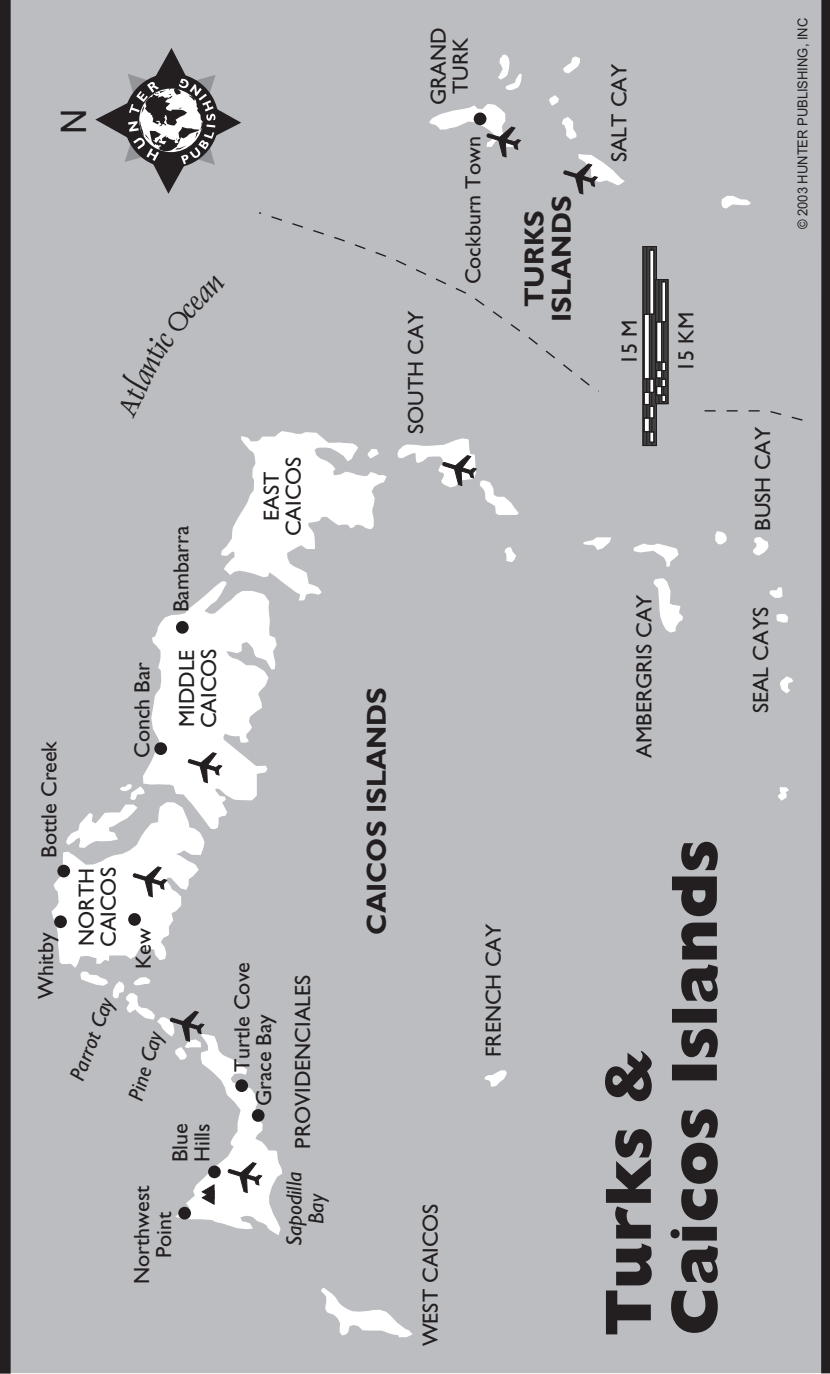 N
HUNTER
PUBLISHING
Atlantic Ocean
Whitby
Bottle Creek
NORTH
CAICOS
Kew
Conch Bar
Bambarra
MIDDLE
CAICOS
EAST
CAICOS
Parrot Cay
Pine Cay
Turtle Cove
Grace Bay
PROVIDENCIALES
Blue
Hills
Northwest
Point
Sapodilla
Bay
WEST CAICOS
CAICOS ISLANDS
SOUTH CAY
GRAND
TURK
Cockburn Town
TURKS
ISLANDS
SALT CAY
FRENCH CAY
AMBERGRIS CAY
SEAL CAYS
BUSH CAY
15 M
15 KM
Turks &
Caicos Islands
© 2003 HUNTER PUBLISHING, INC